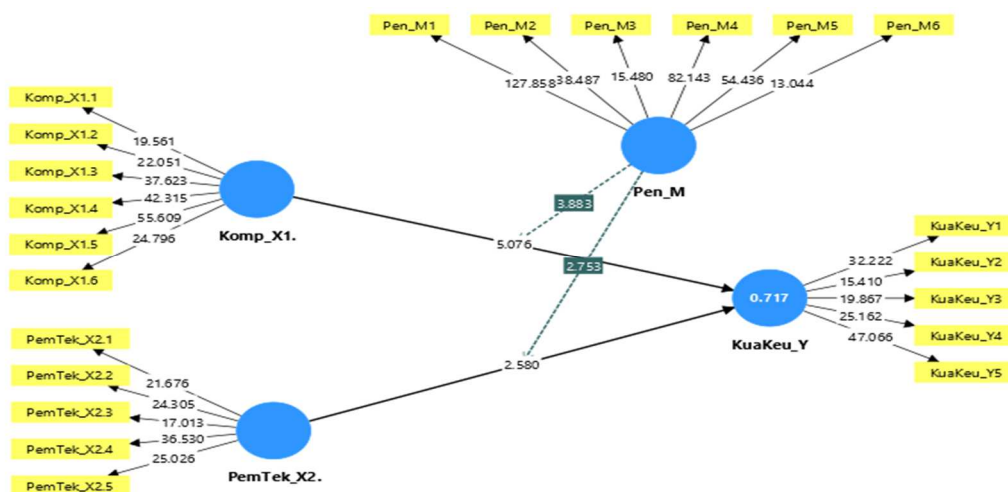 Pen_M1
Pen_M2
Pen_M3
Pen_M4
Pen_M5
Pen_M6
127.858
38.487
15.480
82.143
54.436
13.044
Pen_M
Komp_X1.1
Komp_X1.2
Komp_X1.3
Komp_X1.4
Komp_X1.5
Komp_X1.6
19.561
22.051
37.623
42.315
55.609
24.796
Komp_X1.
3.883
5.076
2.753
2.580
KuaKeu_Y1
KuaKeu_Y2
KuaKeu_Y3
KuaKeu_Y4
KuaKeu_Y5
32.222
15.410
19.867
25.162
47.066
0.717
KuaKeu_Y
PemTek_X2.1
PemTek_X2.2
PemTek_X2.3
PemTek_X2.4
PemTek_X2.5
21.676
24.305
17.013
36.530
25.026
PemTek_X2.